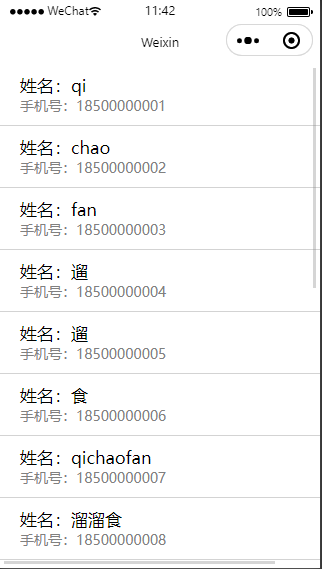 WeChat 11:42 100%
Weixin
姓名：qi
手机号：18500000001
姓名：chao
手机号：18500000002
姓名：fan
手机号：18500000003
姓名：遛
手机号：18500000004
姓名：遛
手机号：18500000005
姓名：食
手机号：18500000006
姓名：qichaofan
手机号：18500000007
姓名：溜溜食
手机号：18500000008